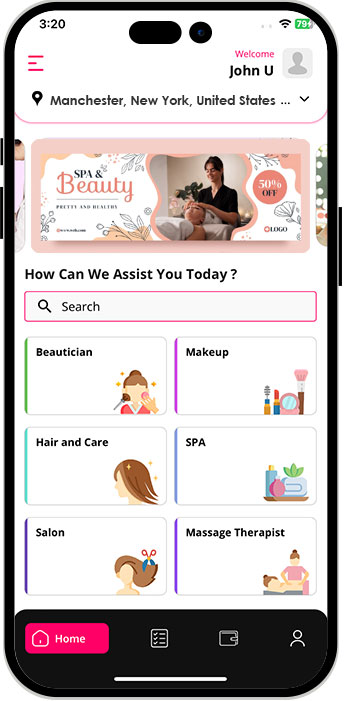 3:20
79
Welcome
John U
Manchester, New York, United States ...
SPA &
Beauty
PRETTY AND HEALTHY
50%
OFF
LOGO
How Can We Assist You Today ?
Search
Beautician
Makeup
Hair and Care
SPA
Salon
Massage Therapist
Home